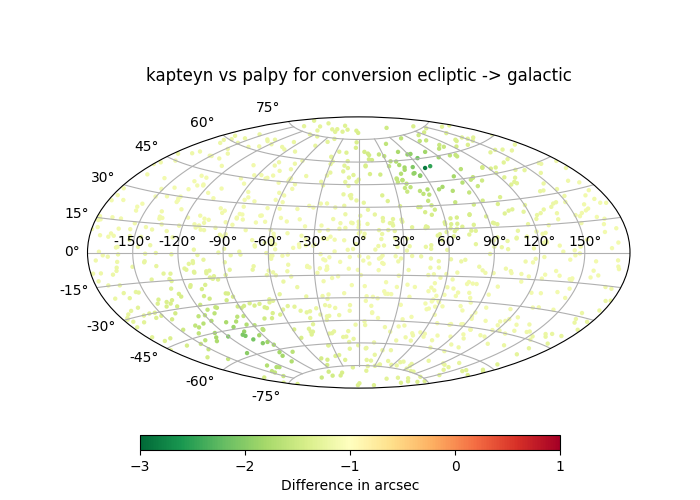 kapteyn vs palpy for conversion ecliptic -> galactic
75°
60°
45°
30°
15°
-150° -120° -90° -60° -30° 0° 30° 60° 90° 120° 150°
0°
-15°
-30°
-45°
-60°
-75°
−3 −2 −1 0 1
Difference in arcsec